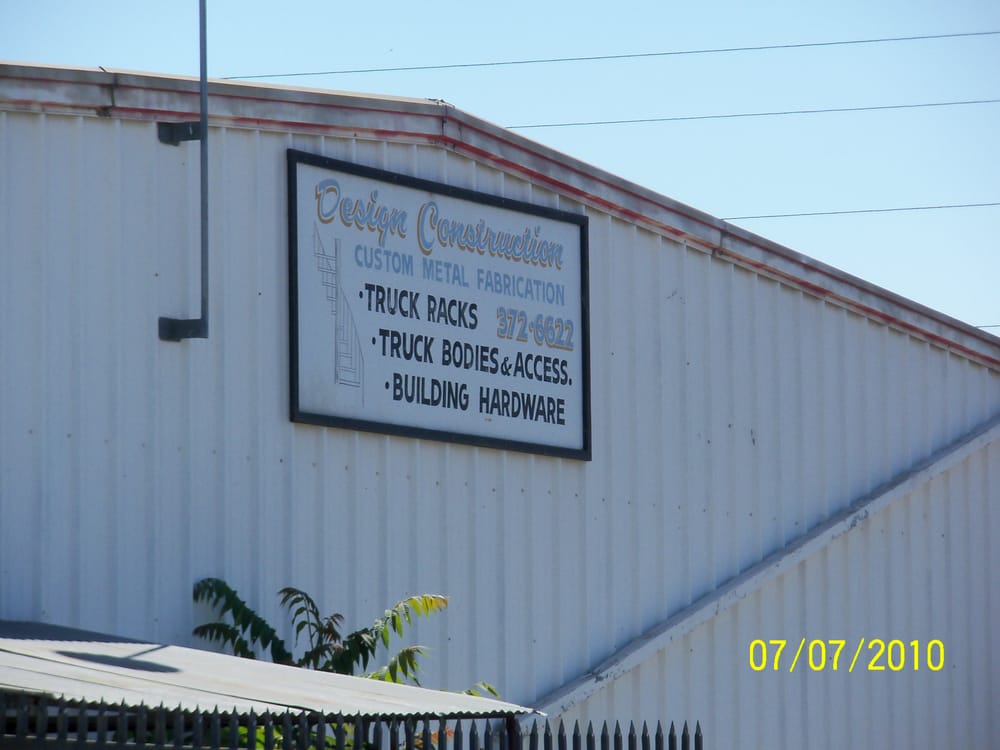 Design Construction
CUSTOM METAL FABRICATION
•TRUCK RACKS 372-6622
•TRUCK BODIES & ACCESS.
•BUILDING HARDWARE
07/07/2010